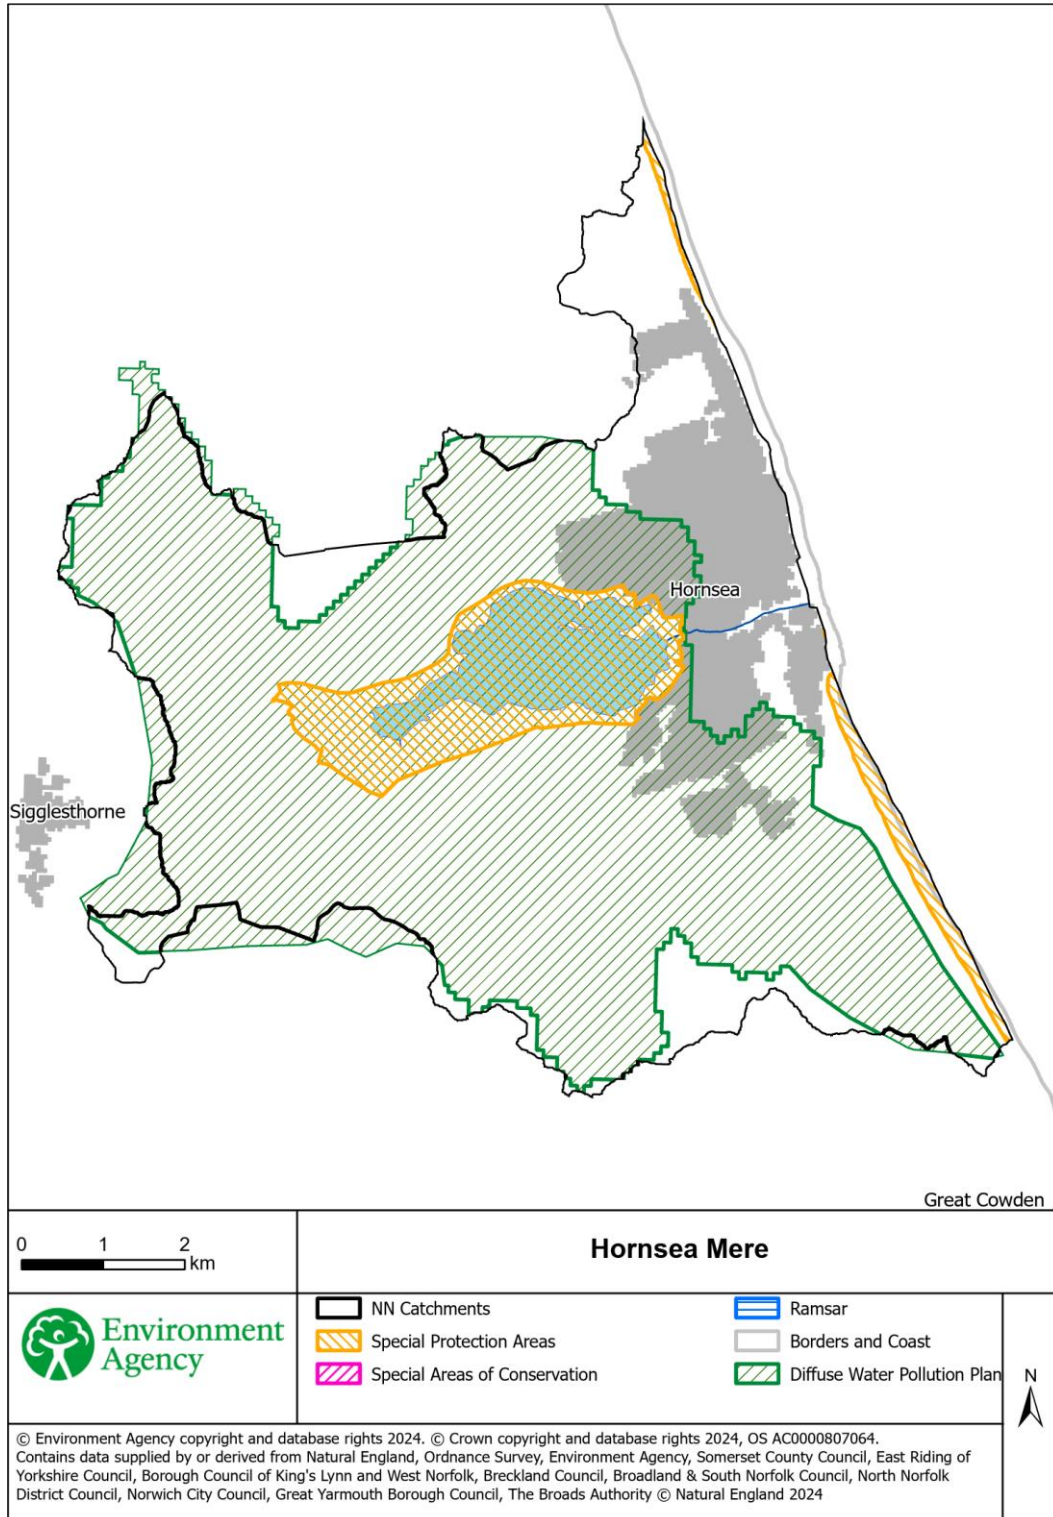 Hornsea
Sigglesthorne
Great Cowden
0 1 2
km
Hornsea Mere
Environment
Agency
NN Catchments
Special Protection Areas
Special Areas of Conservation
Ramsar
Borders and Coast
Diffuse Water Pollution Plan
N
© Environment Agency copyright and database rights 2024. © Crown copyright and database rights 2024, OS AC0000807064.
Contains data supplied by or derived from Natural England, Ordnance Survey, Environment Agency, Somerset County Council, East Riding of
Yorkshire Council, Borough Council of King's Lynn and West Norfolk, Breckland Council, Broadland & South Norfolk Council, North Norfolk
District Council, Norwich City Council, Great Yarmouth Borough Council, The Broads Authority © Natural England 2024